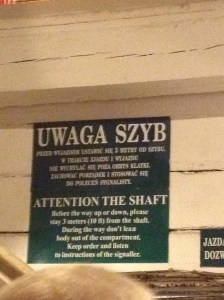 UWAGA SZYB
PRZED WYJAZDEM USTAWIĆ SIĘ 3 METRY OD SZYBU.
W TRAKCIE ZJAZDU I WYJAZDU
NIE WYCHYLAĆ SIĘ POZA OBRYS KLATKI.
ZACHOWAĆ PORZĄDEK I STOSOWAĆ SIĘ
DO POLECEŃ SYGNALISTY.
ATTENTION THE SHAFT
Before the way up or down, please
stay 3 meters (10 ft) from the shaft.
During the way don't lean
body out of the compartment.
Keep order and listen
to instructions of the signaller.
JAZD
DOZW